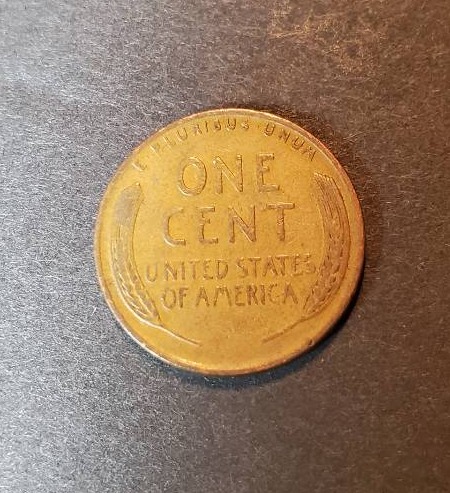 E PLURIBUS UNUM
ONE
CENT
UNITED STATES
OF AMERICA